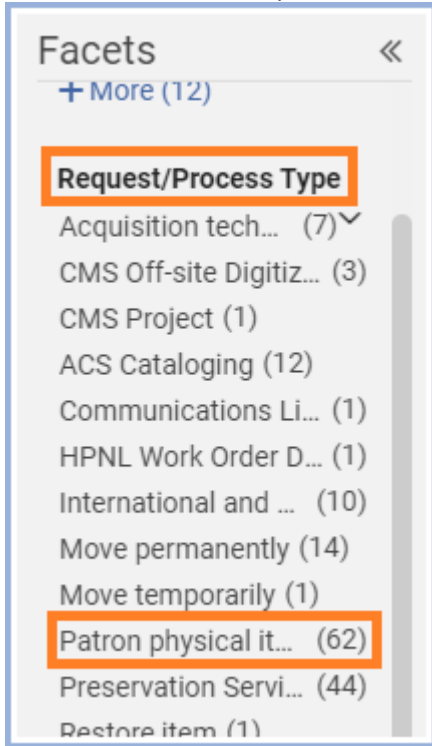 Facets «
+ More (12)
Request/Process Type
Acquisition tech... (7)
CMS Off-site Digitiz... (3)
CMS Project (1)
ACS Cataloging (12)
Communications Li... (1)
HPNL Work Order D... (1)
International and ... (10)
Move permanently (14)
Move temporarily (1)
Patron physical it... (62)
Preservation Servi... (44)
Restore item (1)